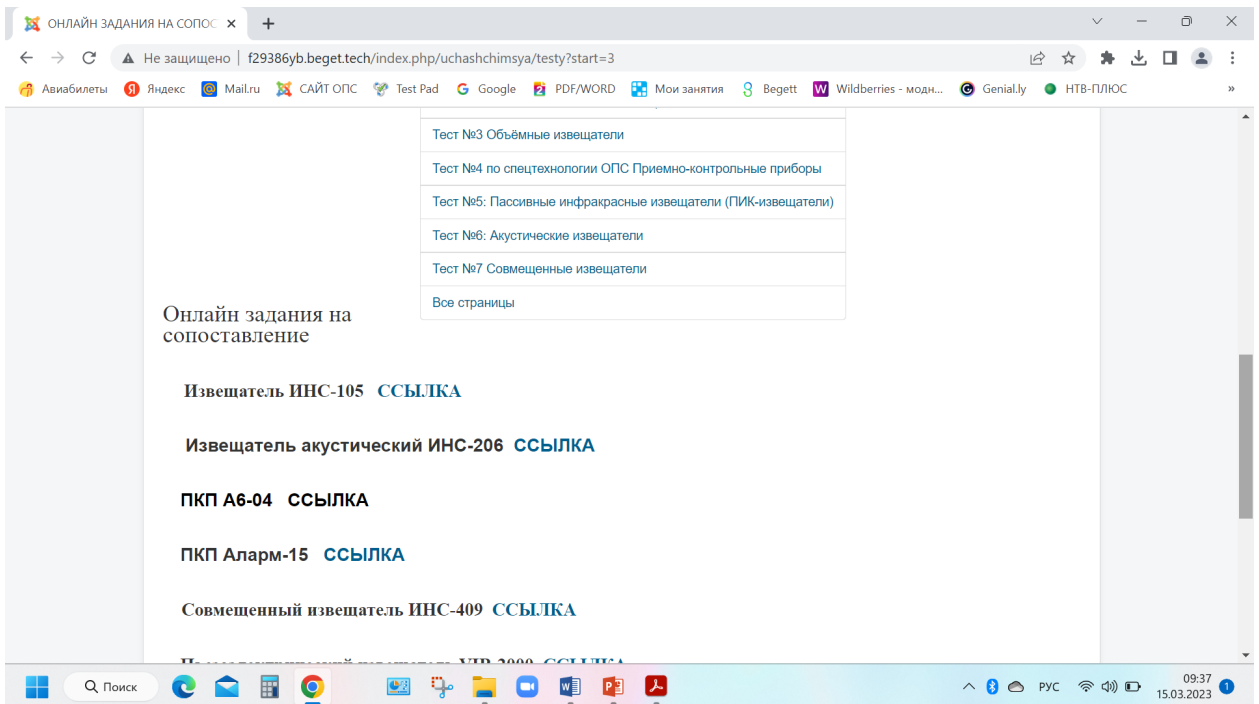 ОНЛАЙН ЗАДАНИЯ НА СОПОС
Не защищено | f29386yb.beget.tech/index.php/uchashchimsya/testy?start=3
Авиабилеты Яндекс Mail.ru САЙТ ОПС Test Pad Google PDF/WORD Мои занятия Begett Wildberries - модн... Genial.ly НТВ-ПЛЮС »
Тест №3 Объёмные извещатели
Тест №4 по спецтехнологии ОПС Приемно-контрольные приборы
Тест №5: Пассивные инфракрасные извещатели (ПИК-извещатели)
Тест №6: Акустические извещатели
Тест №7 Совмещенные извещатели
Все страницы
Онлайн задания на
сопоставление
Извещатель ИНС-105 ССЫЛКА
Извещатель акустический ИНС-206 ССЫЛКА
ПКП А6-04 ССЫЛКА
ПКП Аларм-15 ССЫЛКА
Совмещенный извещатель ИНС-409 ССЫЛКА
извещатель VIP-2000 ССЫЛКА
Поиск
РУС
09:37
15.03.2023
1